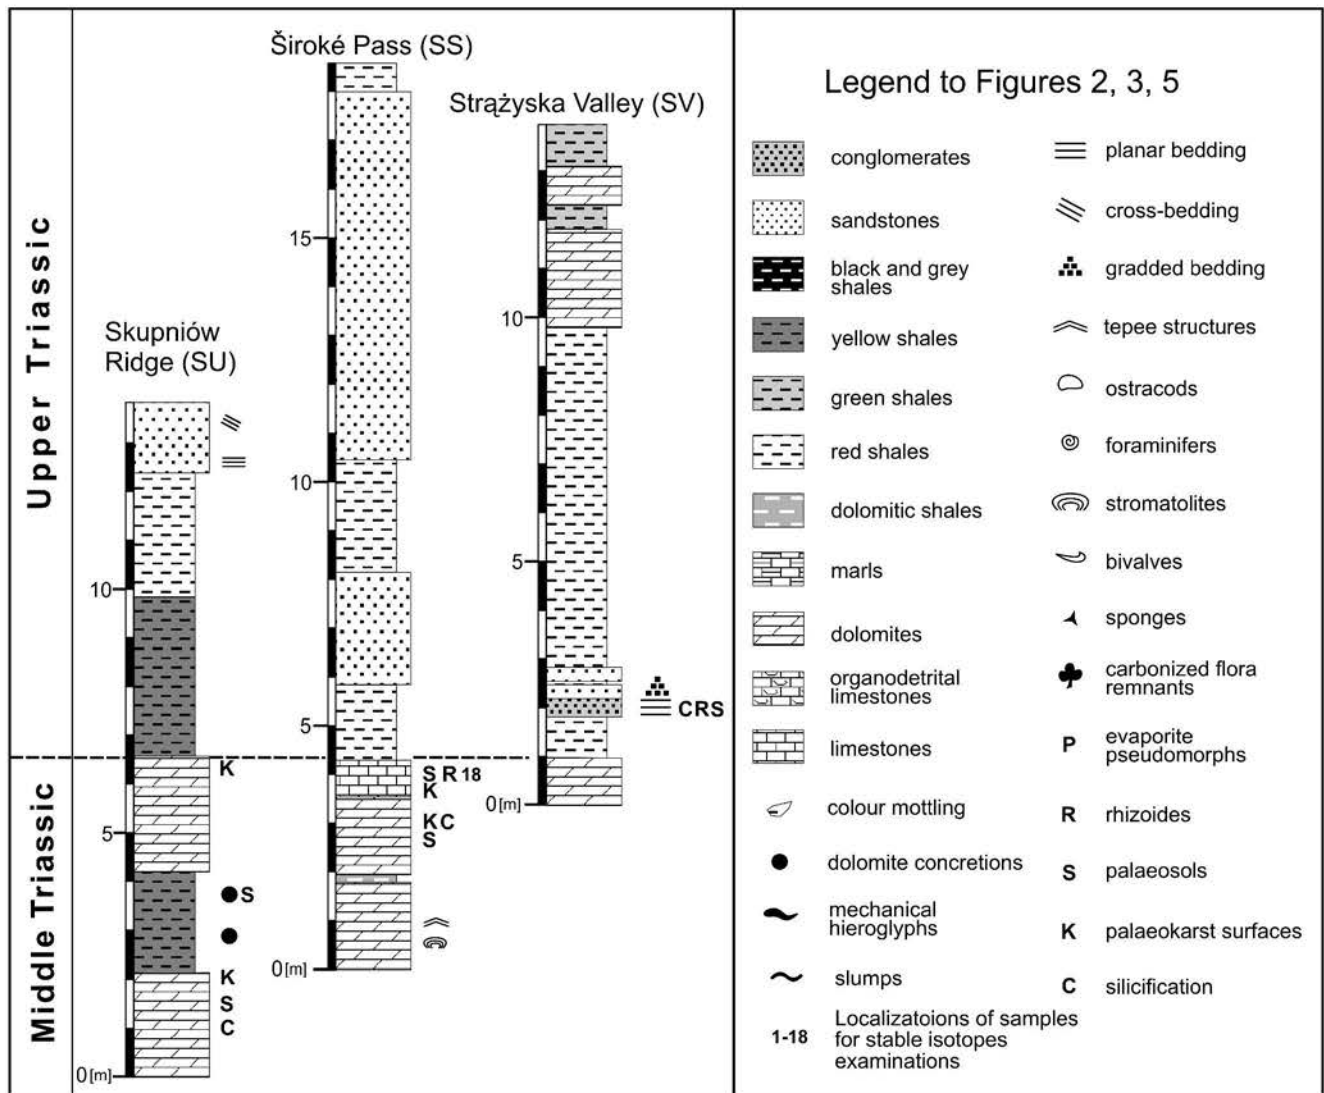 Upper Triassic
Middle Triassic
Široké Pass (SS)
Strążyska Valley (SV)
Skupniów
Ridge (SU)
10
5
0[m]
K
S
K
S
C
15
10
5
0[m]
S R 18
K
K C
S
10
5
0[m]
CRS
Legend to Figures 2, 3, 5
conglomerates
sandstones
black and grey
shales
yellow shales
green shales
red shales
dolomitic shales
marls
dolomites
organodetrital
limestones
limestones
colour mottling
dolomite concretions
mechanical
hieroglyphs
slumps
1-18 Localizatoions of samples
for stable isotopes
examinations
planar bedding
cross-bedding
gradded bedding
tepee structures
ostracods
foraminifers
stromatolites
bivalves
sponges
carbonized flora
remnants
P evaporite
pseudomorphs
R rhizoides
S palaeosols
K palaeokarst surfaces
C silicification